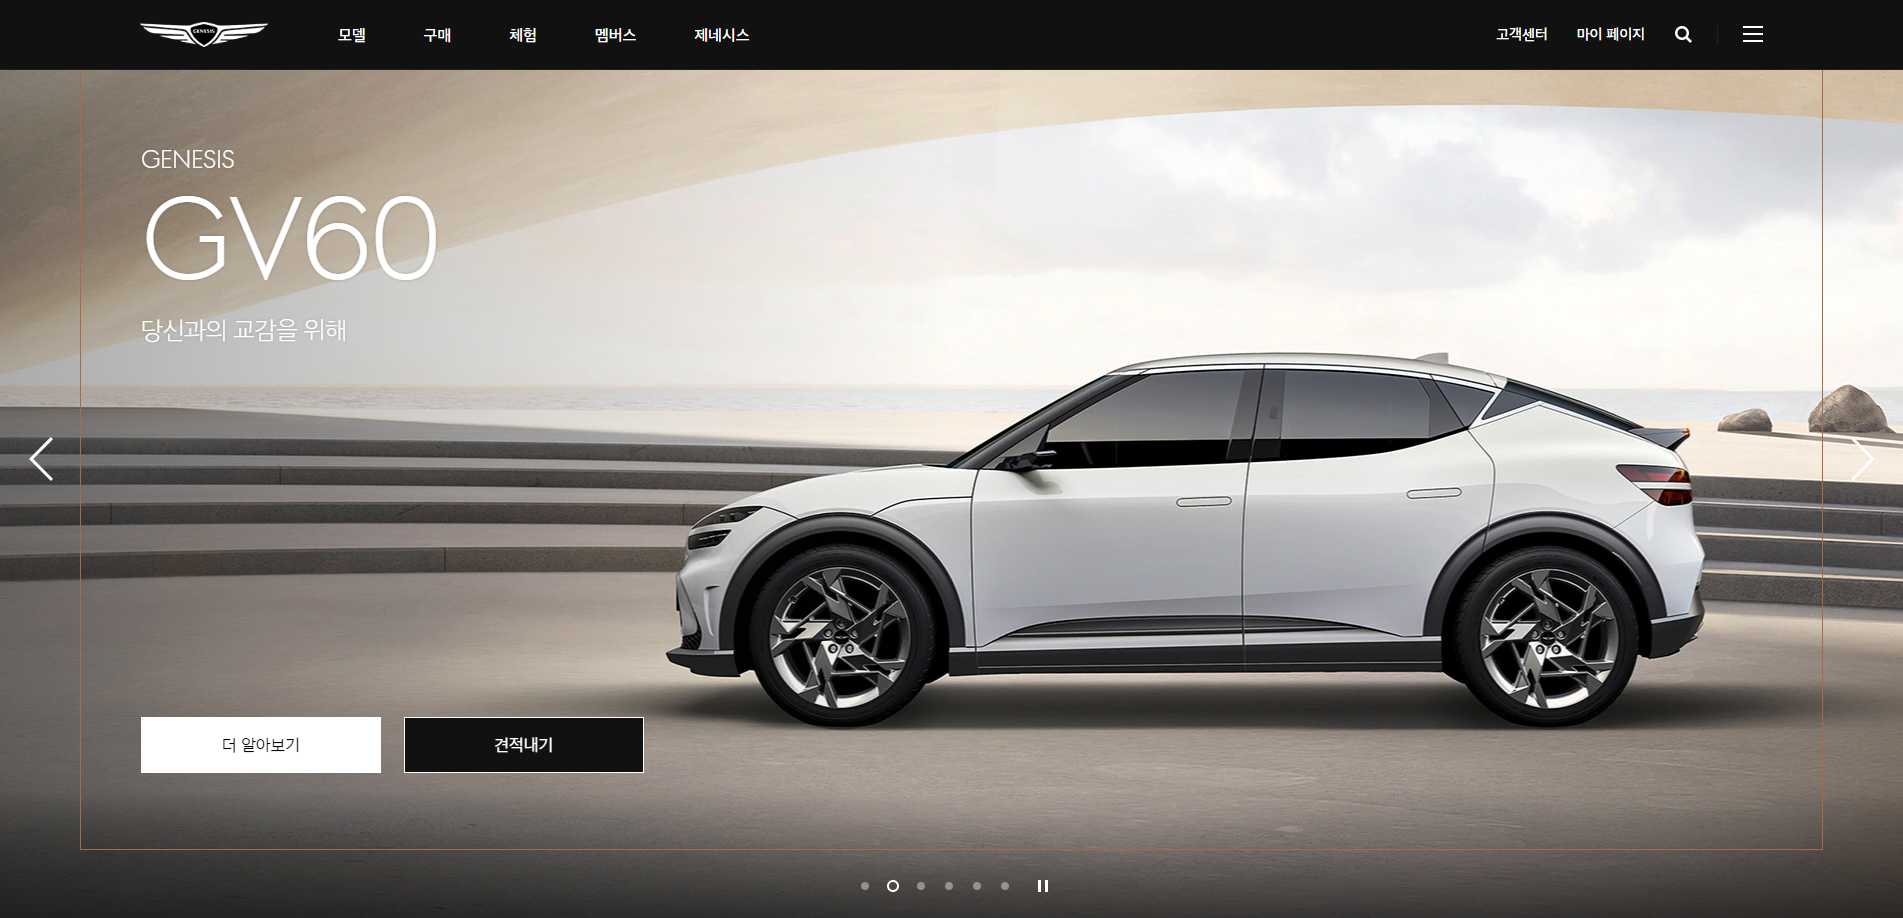 GENESIS
모델
구매
체험
멤버스
제네시스
고객센터
마이 페이지
GENESIS
GV60
당신과의 교감을 위해
더 알아보기
견적내기